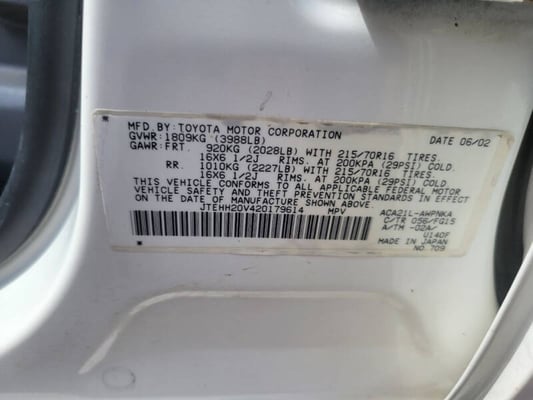 MFD BY: TOYOTA MOTOR CORPORATION DATE 06/02
GVWR: 1809KG (3988LB)
GAWR: FRT. 920KG (2028LB) WITH 215/70R16 TIRES.
16X6 1/2J RIMS. AT 200KPA (29PSI) COLD.
RR. 1010KG (2227LB) WITH 215/70R16 TIRES.
16X6 1/2J RIMS. AT 200KPA (29PSI) COLD.
THIS VEHICLE CONFORMS TO ALL APPLICABLE FEDERAL MOTOR
VEHICLE SAFETY AND THEFT PREVENTION STANDARDS IN EFFECT
ON THE DATE OF MANUFACTURE SHOWN ABOVE.
JTEHH20V420179614 MPV
ACA21L-AWPNKA
C/TR 056/FG15
A/TM -02A/
U140F
MADE IN JAPAN
NO. 709